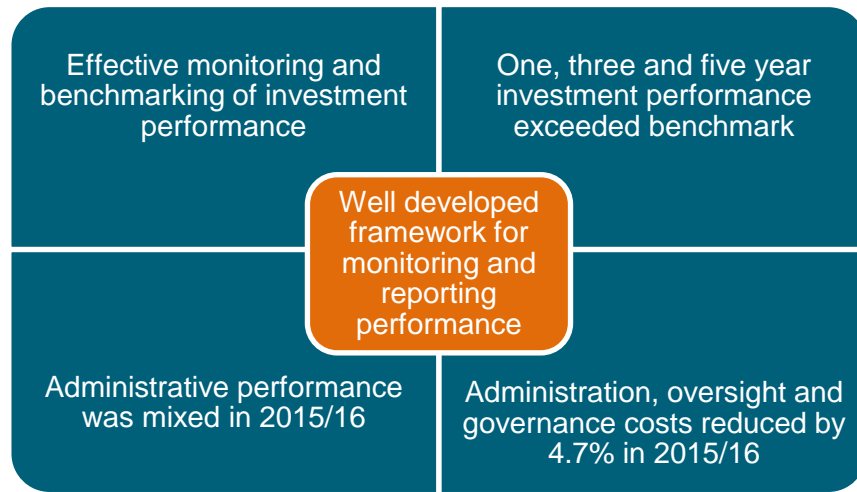 Effective monitoring and
benchmarking of investment
performance
One, three and five year
investment performance
exceeded benchmark
Well developed
framework for
monitoring and
reporting
performance
Administrative performance
was mixed in 2015/16
Administration, oversight and
governance costs reduced by
4.7% in 2015/16